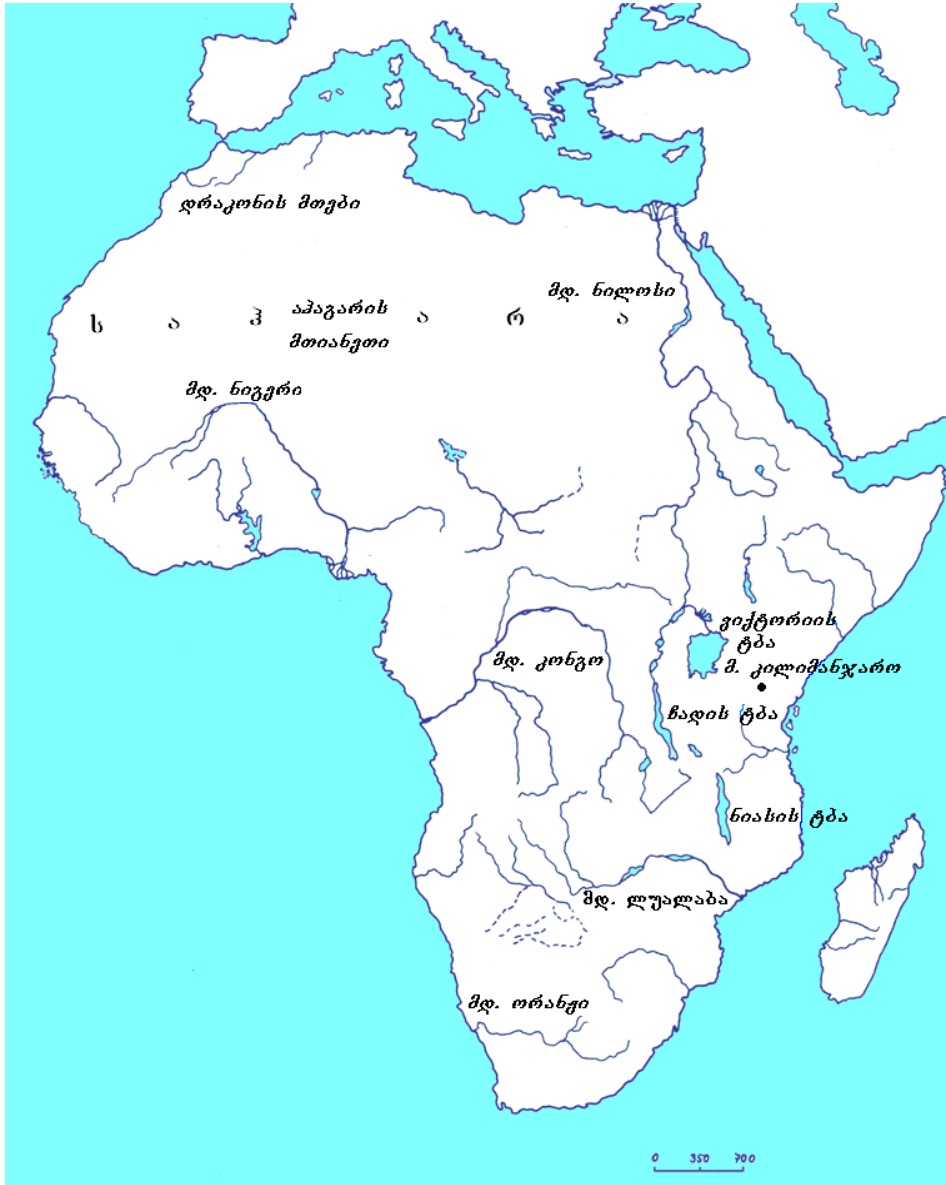 დრაკონის მთები
მდ. ნილოსი
ს ა ჰ ა რ ა
აჰაგარის
მთიანეთი
მდ. ნიგერი
ვიქტორიის
ტბა
მდ. კონგო
მ. კილიმანჯარო
ჩადის ტბა
ნიასის ტბა
მდ. ლუალაბა
მდ. ორანჟი
0 350 700